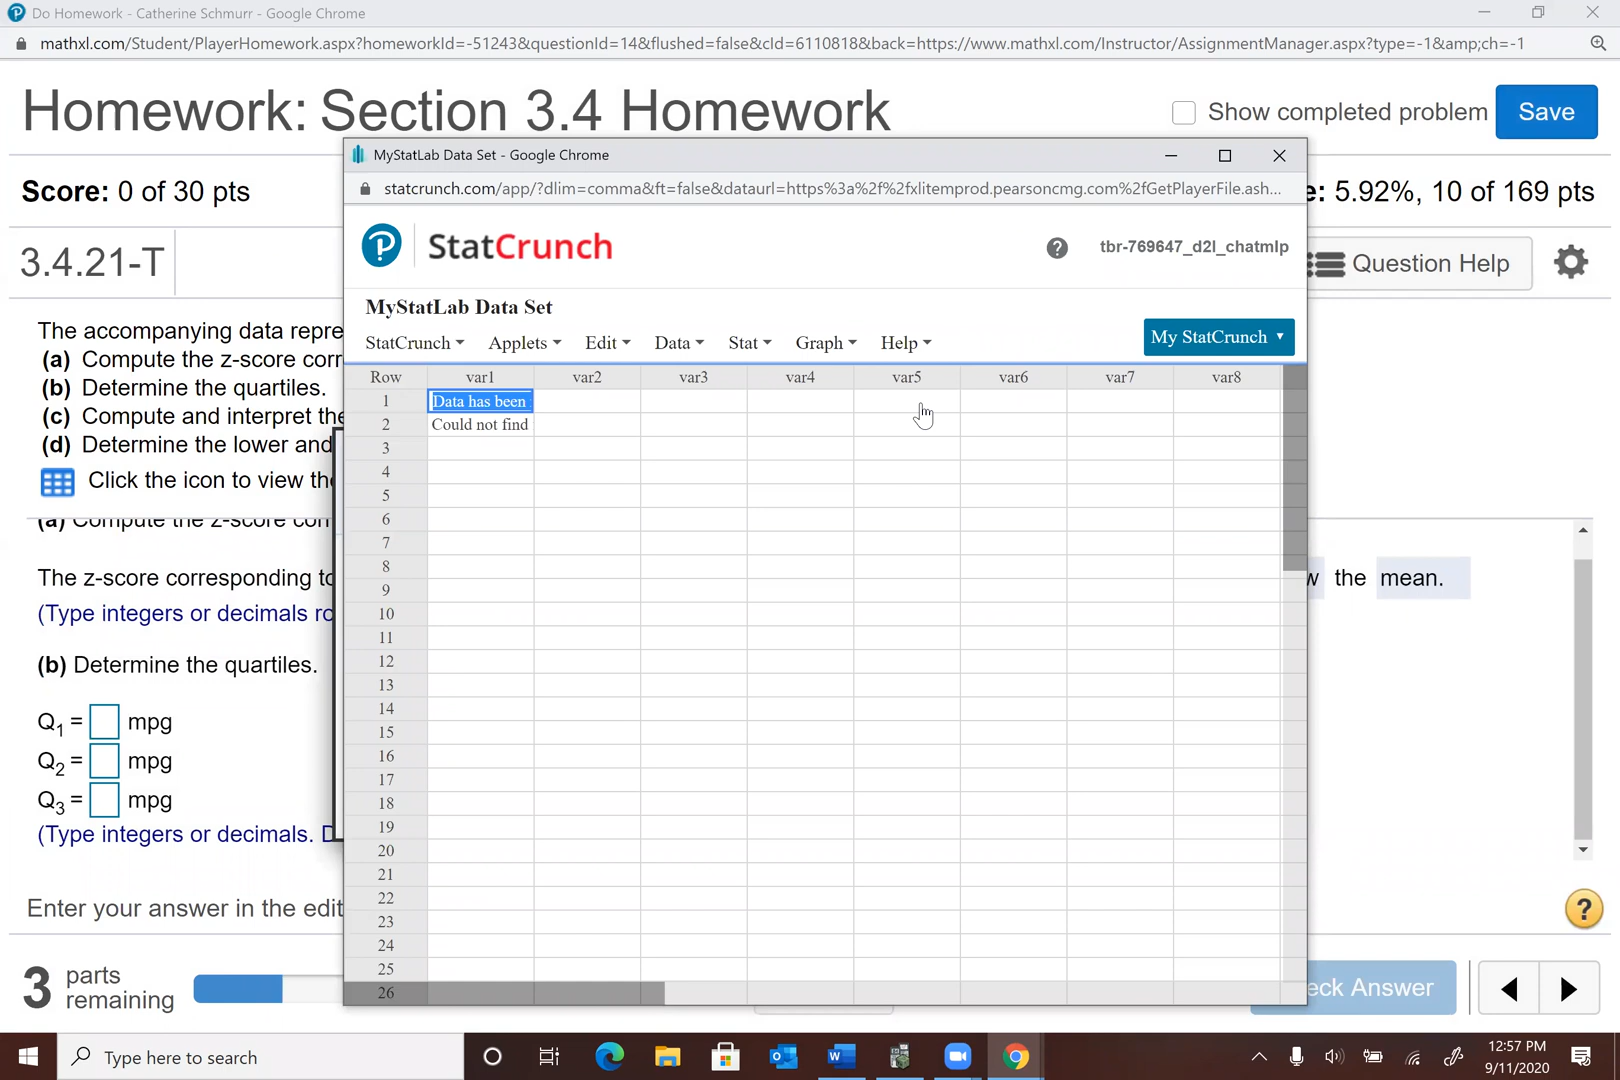 Do Homework - Catherine Schmurr - Google Chrome
mathxl.com/Student/PlayerHomework.aspx?homeworkId=-51243&questionId=14&flushed=false&cId=6110818&back=https://www.mathxl.com/Instructor/AssignmentManager.aspx?type=-1&amp;ch=-1
Homework: Section 3.4 Homework
Show completed problem
Save
MyStatLab Data Set - Google Chrome
Score: 0 of 30 pts
statcrunch.com/app/?dlim=comma&ft=false&dataurl=https%3a%2f%2fxlitemprod.pearsoncmg.com%2fGetPlayerFile.ash...
e: 5.92%, 10 of 169 pts
3.4.21-T
StatCrunch
tbr-769647_d2l_chatmlp
Question Help
MyStatLab Data Set
StatCrunch Applets Edit Data Stat Graph Help
My StatCrunch
The accompanying data repre
(a) Compute the z-score corr
(b) Determine the quartiles.
(c) Compute and interpret the
(d) Determine the lower and
Click the icon to view the
Row var1 var2 var3 var4 var5 var6 var7 var8
1 Data has been
2 Could not find
3
4
5
6
7
8
9
10
11
12
13
14
15
16
17
18
19
20
21
22
23
24
25
26
(a) Compute the z-score corr
The z-score corresponding to
w the mean.
(Type integers or decimals ro
(b) Determine the quartiles.
Q1 = mpg
Q2 = mpg
Q3 = mpg
(Type integers or decimals. D
Enter your answer in the edit
?
3 parts remaining
eck Answer
Type here to search
12:57 PM
9/11/2020